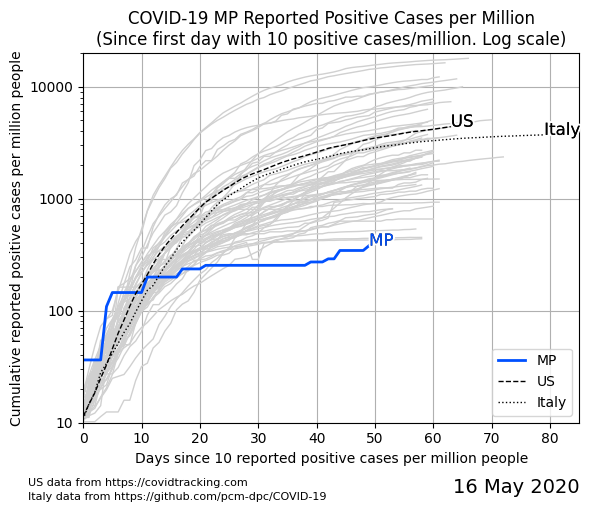 COVID-19 MP Reported Positive Cases per Million
(Since first day with 10 positive cases/million. Log scale)
Cumulative reported positive cases per million people
10000
1000
100
10
US
Italy
MP
MP
US
Italy
0 10 20 30 40 50 60 70 80
Days since 10 reported positive cases per million people
US data from https://covidtracking.com
Italy data from https://github.com/pcm-dpc/COVID-19
16 May 2020